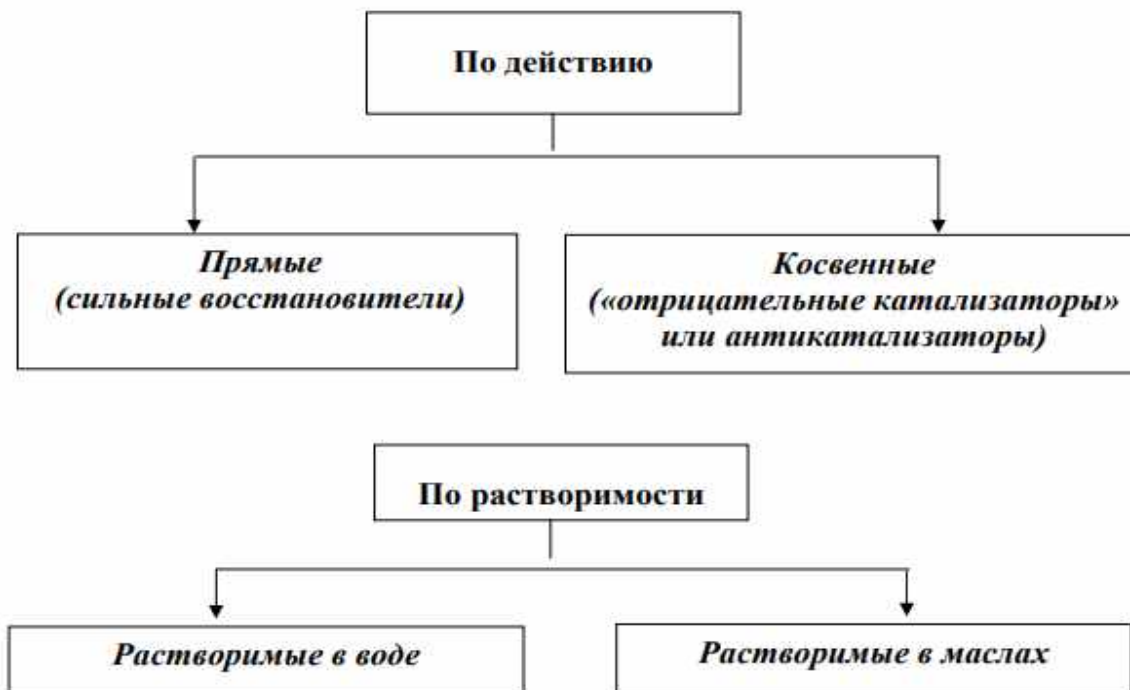 По действию
Прямые
(сильные восстановители)
Косвенные
(«отрицательные катализаторы»
или антикатализаторы)
По растворимости
Растворимые в воде
Растворимые в маслах